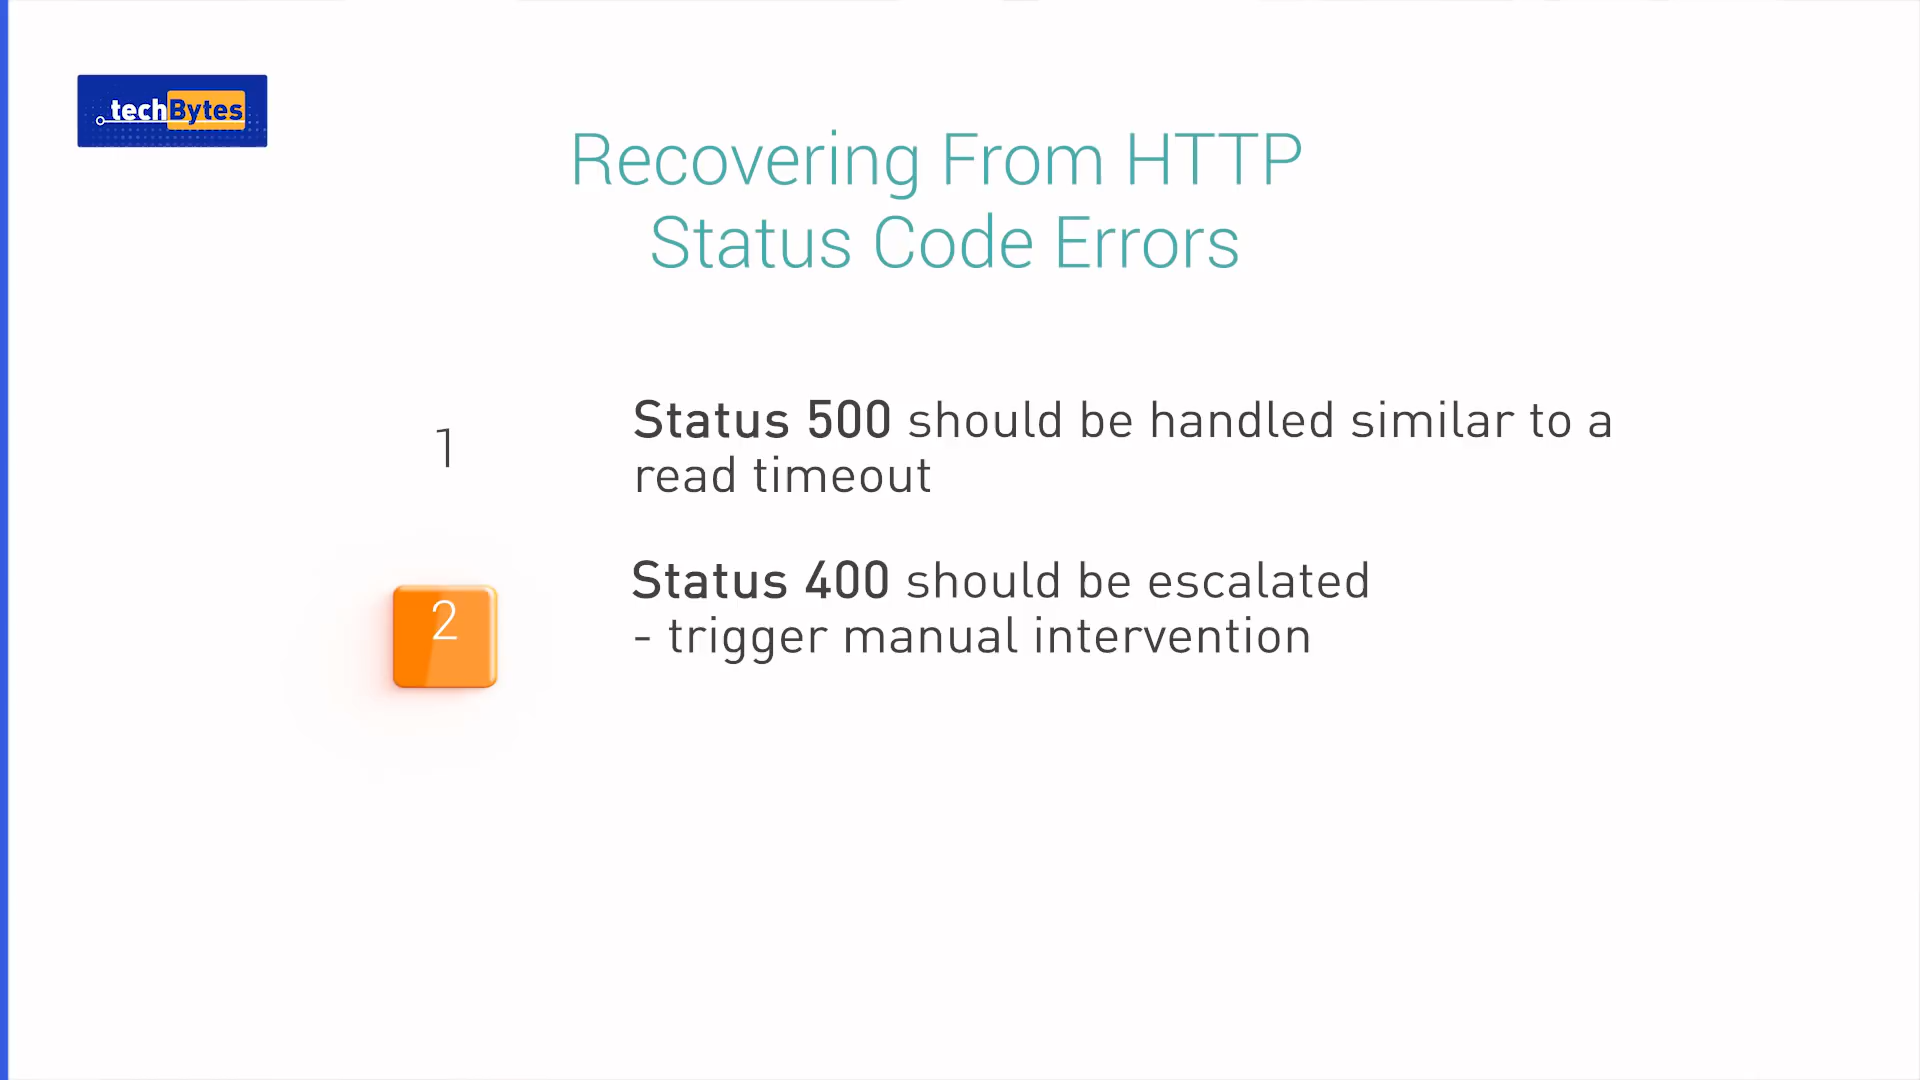 techBytes
Recovering From HTTP
Status Code Errors
1
Status 500 should be handled similar to a
read timeout
2
Status 400 should be escalated
- trigger manual intervention